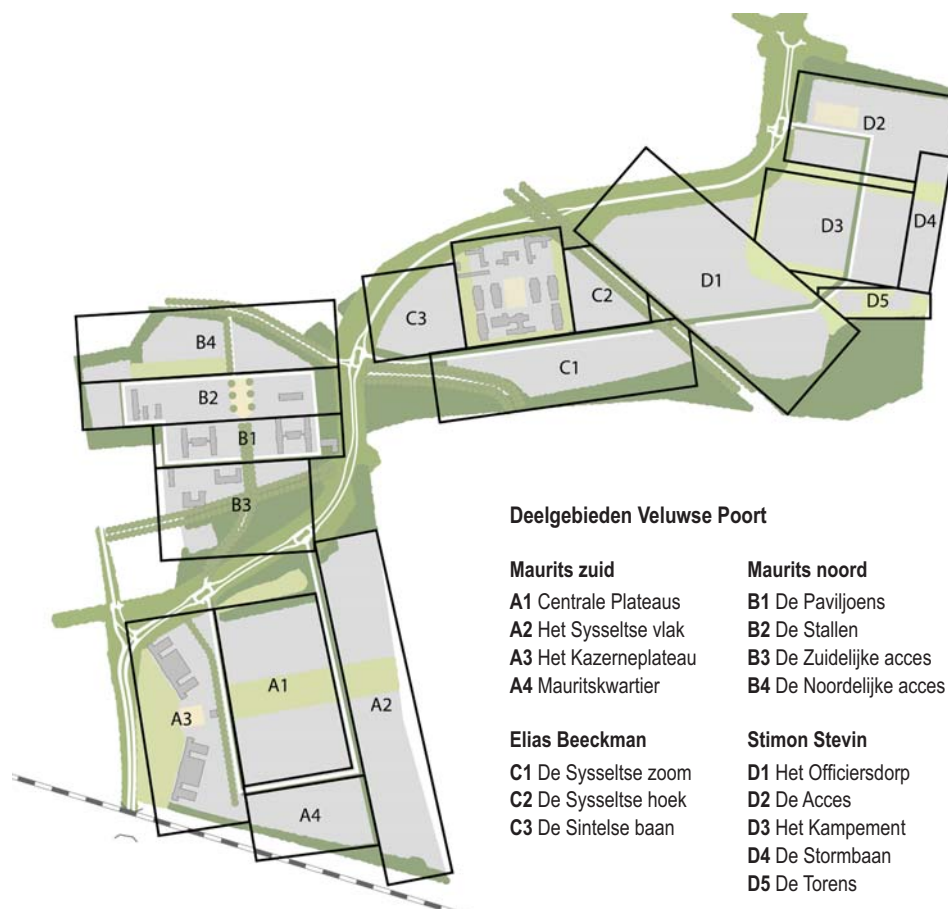 D2
D3
D4
D1
D5
C2
C3
C1
B4
B2
B1
B3
A1
A2
A3
A4
Deelgebieden Veluwse Poort
Maurits zuid
A1 Centrale Plateaus
A2 Het Sysseltse vlak
A3 Het Kazerneplateau
A4 Mauritskwartier
Maurits noord
B1 De Paviljoens
B2 De Stallen
B3 De Zuidelijke acces
B4 De Noordelijke acces
Elias Beeckman
C1 De Sysseltse zoom
C2 De Sysseltse hoek
C3 De Sintelse baan
Stimon Stevin
D1 Het Officiersdorp
D2 De Acces
D3 Het Kampement
D4 De Stormbaan
D5 De Torens